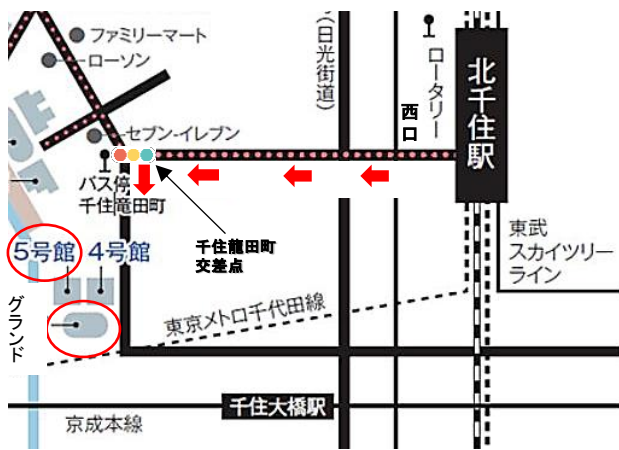 ファミリーマート
ローソン
セブン-イレブン
バス停
千住竜田町
千住龍田町
交差点
(日光街道)
ロータリー
西口
北千住駅
東武
スカイツリー
ライン
5号館
4号館
グランド
東京メトロ千代田線
千住大橋駅
京成本線